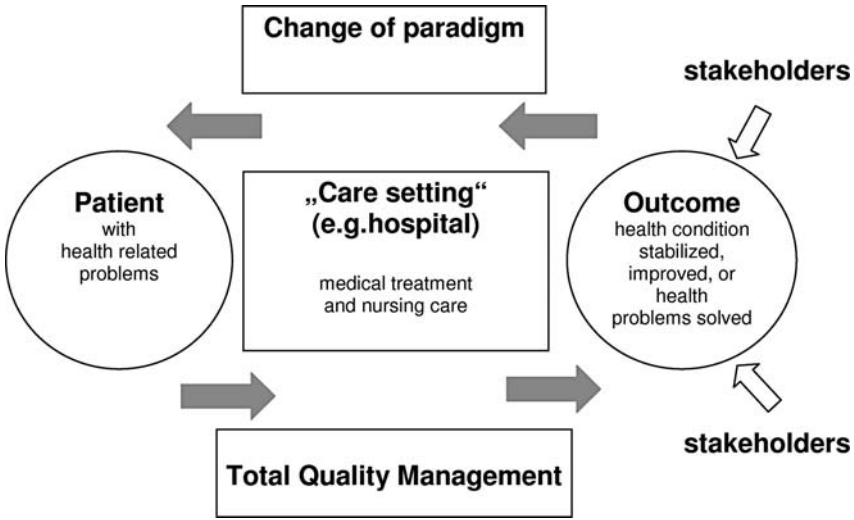 Change of paradigm
stakeholders
Patient
with
health related
problems
„Care setting“
(e.g.hospital)
medical treatment
and nursing care
Outcome
health condition
stabilized,
improved, or
health
problems solved
stakeholders
Total Quality Management